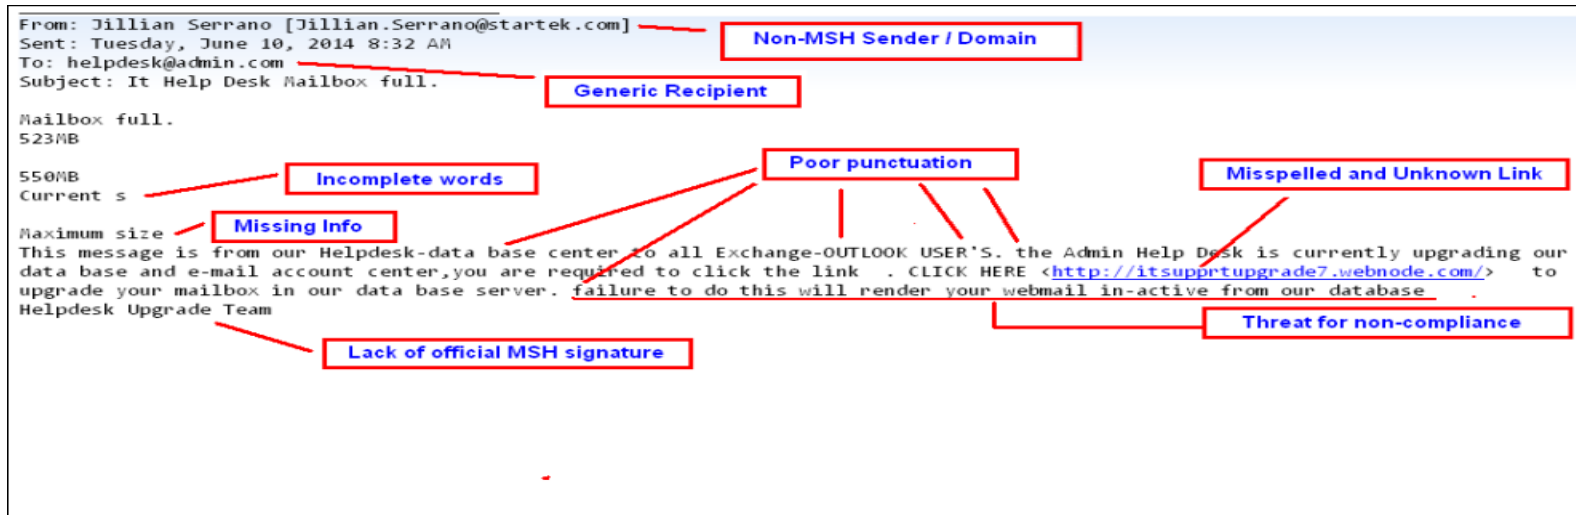 From: Jillian Serrano [Jillian.Serrano@startek.com]
Non-MSH Sender / Domain
Sent: Tuesday, June 10, 2014 8:32 AM
To: helpdesk@admin.com
Generic Recipient
Subject: It Help Desk Mailbox full.
Mailbox full.
523MB
Poor punctuation
550MB
Incomplete words
Misspelled and Unknown Link
Current s
Missing Info
Maximum size
This message is from our Helpdesk-data base center to all Exchange-OUTLOOK USER'S. the Admin Help Desk is currently upgrading our
data base and e-mail account center,you are required to click the link . CLICK HERE <http://itsupprtupgrade7.webnode.com/> to
upgrade your mailbox in our data base server. failure to do this will render your webmail in-active from our database
Helpdesk Upgrade Team
Threat for non-compliance
Lack of official MSH signature